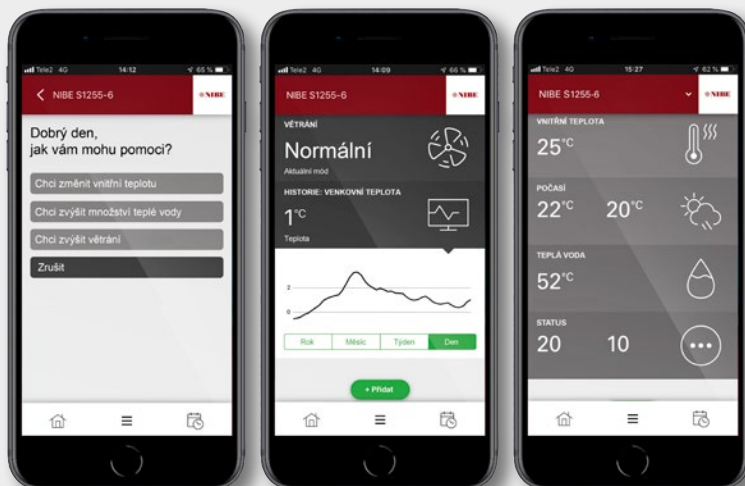 Tele2 4G 14:12 65 %
NIBE S1255-6
NIBE
Dobrý den,
jak vám mohu pomoci?
Chci změnit vnitřní teplotu
Chci zvýšit množství teplé vody
Chci zvýšit větrání
Zrušit
Tele2 4G 14:09 66 %
NIBE S1255-6
NIBE
VĚTRÁNÍ
Normální
Aktuální mód
HISTORIE: VENKOVNÍ TEPLOTA
1°C
Teplota
2
0
Rok Měsíc Týden Den
+ Přidat
Tele2 4G 15:27 62 %
NIBE S1255-6
NIBE
VNITŘNÍ TEPLOTA
25°C
POČASÍ
22°C 20°C
TEPLÁ VODA
52°C
STATUS
20 10